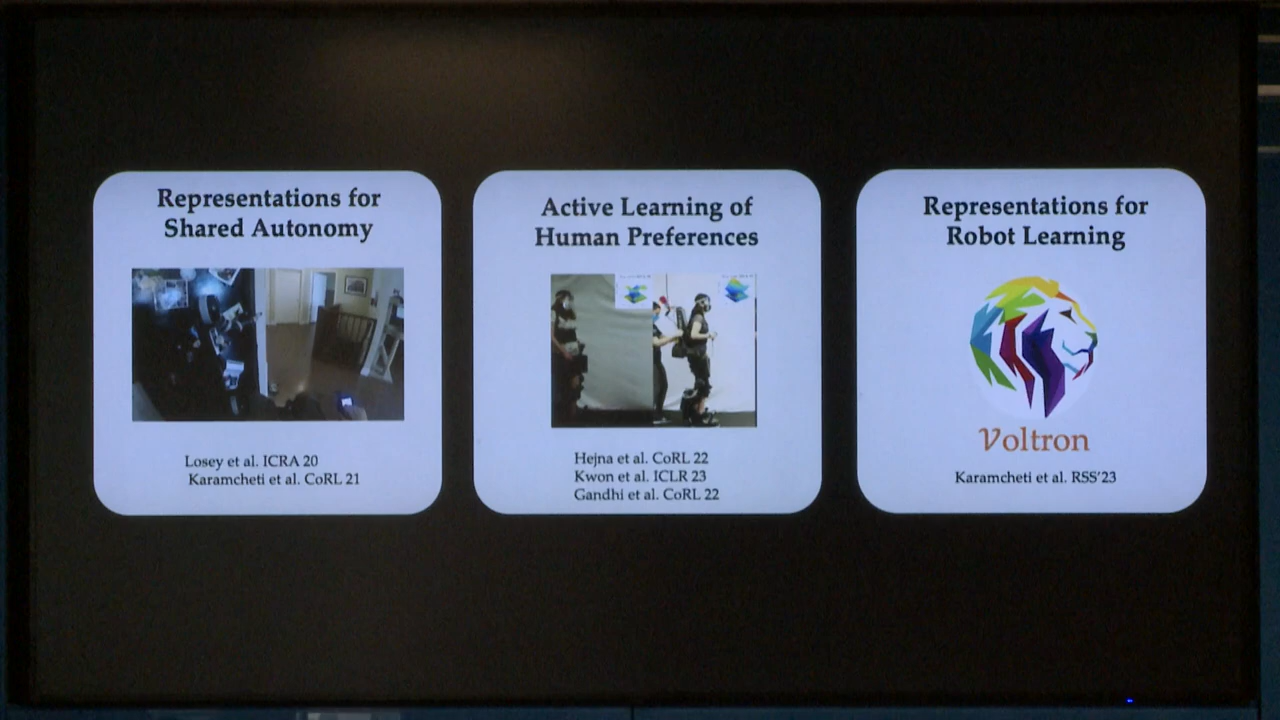 Representations for
Shared Autonomy
Losey et al. ICRA 20
Karamcheti et al. CoRL 21
Active Learning of
Human Preferences
Hejna et al. CoRL 22
Kwon et al. ICLR 23
Gandhi et al. CoRL 22
Representations for
Robot Learning
Voltron
Karamcheti et al. RSS'23